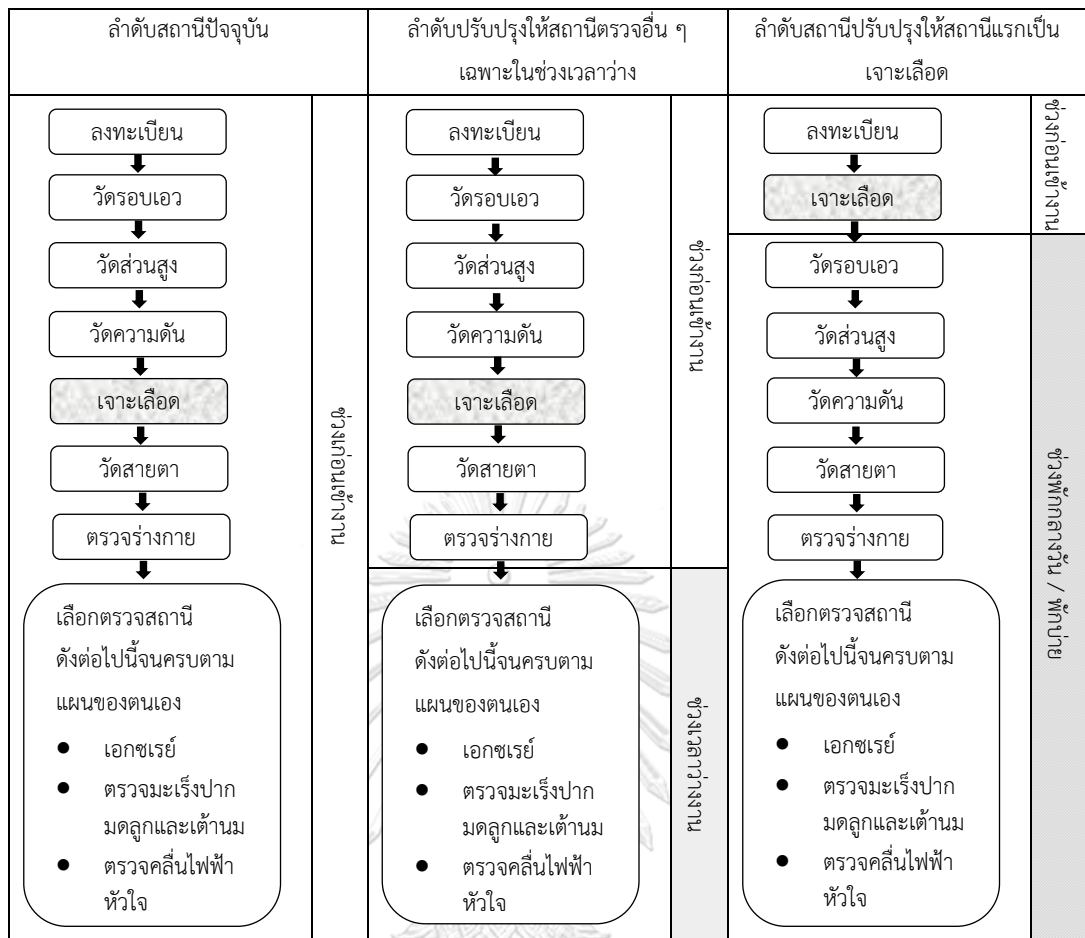 ลำดับสถานีปัจจุบัน
ลำดับปรับปรุงให้สถานีตรวจอื่น ๆ
เฉพาะในช่วงเวลาว่าง
ลำดับสถานีปรับปรุงให้สถานีแรกเป็น
เจาะเลือด
ลงทะเบียน
วัดรอบเอว
วัดส่วนสูง
วัดความดัน
เจาะเลือด
วัดสายตา
ตรวจร่างกาย
เลือกตรวจสถานี
ดังต่อไปนี้จนครบตาม
แผนของตนเอง
● เอกซเรย์
● ตรวจมะเร็งปาก
มดลูกและเต้านม
● ตรวจคลื่นไฟฟ้า
หัวใจ
ช่วงก่อนเข้างาน
ลงทะเบียน
วัดรอบเอว
วัดส่วนสูง
วัดความดัน
เจาะเลือด
วัดสายตา
ตรวจร่างกาย
ช่วงก่อนเข้างาน
เลือกตรวจสถานี
ดังต่อไปนี้จนครบตาม
แผนของตนเอง
● เอกซเรย์
● ตรวจมะเร็งปาก
มดลูกและเต้านม
● ตรวจคลื่นไฟฟ้า
หัวใจ
ช่วงเวลาว่างงาน
ลงทะเบียน
เจาะเลือด
ช่วงก่อนเข้างาน
วัดรอบเอว
วัดส่วนสูง
วัดความดัน
วัดสายตา
ตรวจร่างกาย
เลือกตรวจสถานี
ดังต่อไปนี้จนครบตาม
แผนของตนเอง
● เอกซเรย์
● ตรวจมะเร็งปาก
มดลูกและเต้านม
● ตรวจคลื่นไฟฟ้า
หัวใจ
ช่วงพักกลางวัน / พักบ่าย